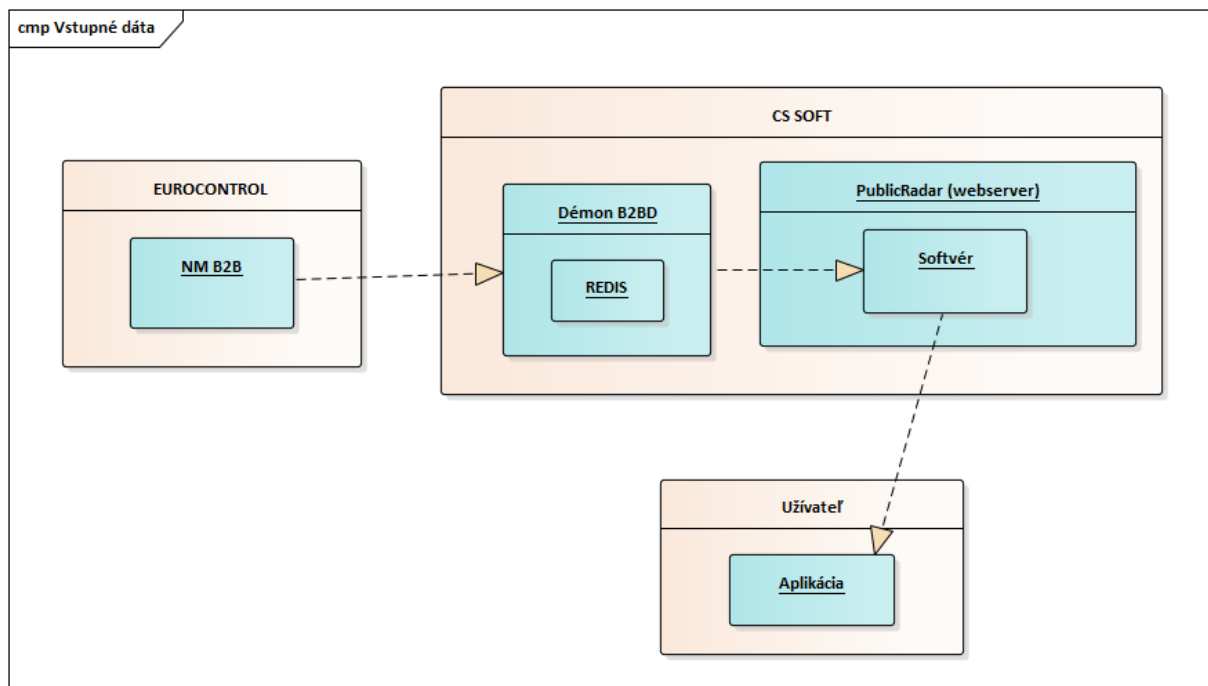 cmp Vstupné dáta
CS SOFT
EUROCONTROL
NM B2B
Démon B2BD
REDIS
PublicRadar (webserver)
Softvér
Užívateľ
Aplikácia